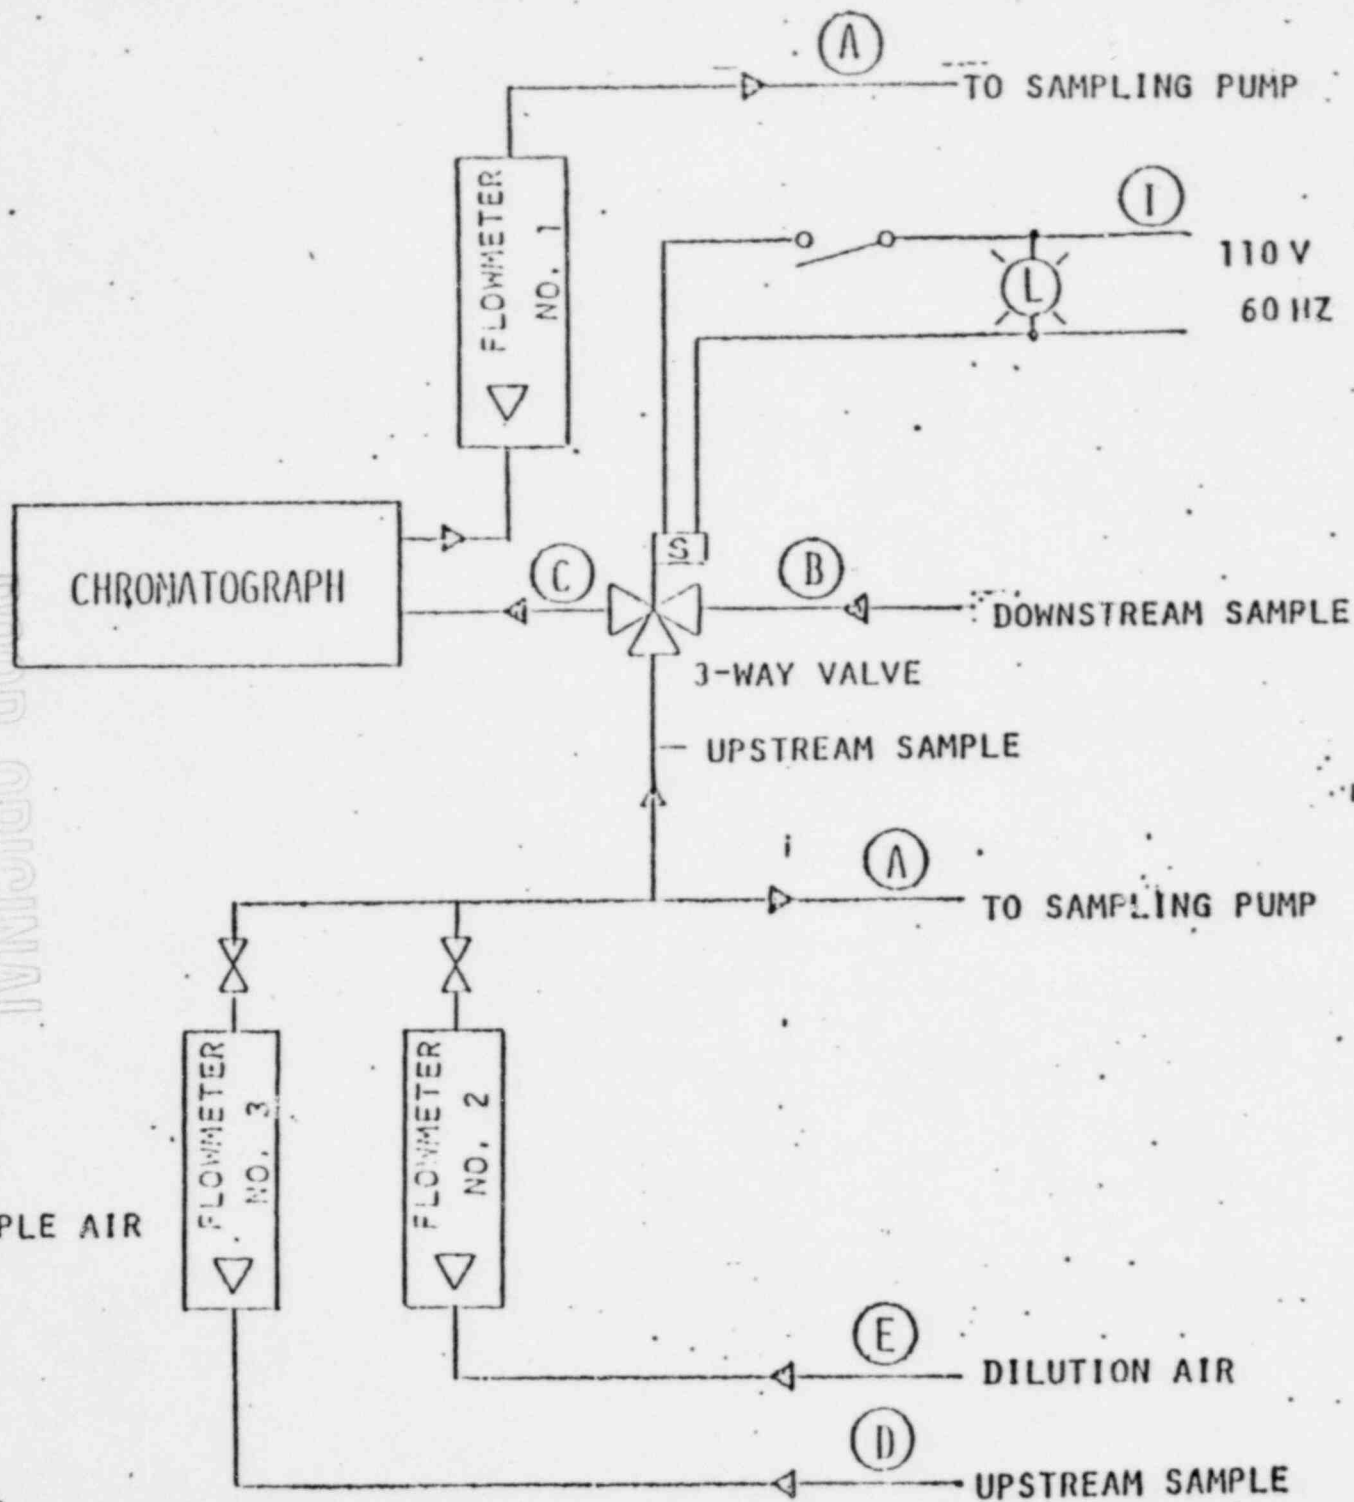 A
TO SAMPLING PUMP
FLOWMETER
NO. 1
I
110 V
60 HZ
L
S
CHROMATOGRAPH
C
B
DOWNSTREAM SAMPLE
3-WAY VALVE
UPSTREAM SAMPLE
A
TO SAMPLING PUMP
FLOWMETER
NO. 3
FLOWMETER
NO. 2
PLE AIR
E
DILUTION AIR
D
UPSTREAM SAMPLE